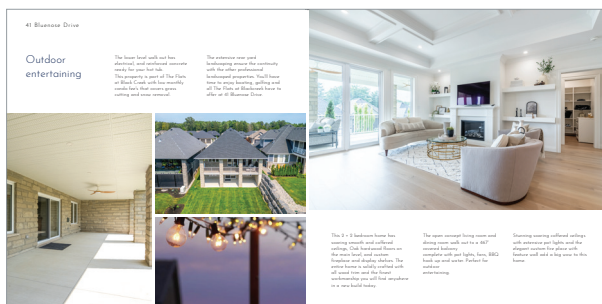 41 Bluenose Drive
Outdoor
entertaining
The lower level walk out has
electrical, and reinforced concrete
ready for your hot tub.
This property is part of The Flats
at Black Creek with low monthly
condo fee's that covers grass
cutting and snow removal.
The extensive rear yard
landscaping ensure the continuity
with the other professional
landscaped properties. You'll have
time to enjoy boating, golfing and
all The Flats at Blackcreek have to
offer at 41 Bluenose Drive
This 2 + 2 bedroom home has
soaring smooth and coffered
ceilings, Oak hardwood floors on
the main level, and custom
fireplace and display shelves. The
entire home is solidly crafted with
all wood trim and the finest
workmanship you will find anywhere
in a new build today
The open concept living room and
dining room walk out to a
covered balcony
complete with pot lights, fans, BBQ
hook up and water. Perfect for
outdoor
entertaining.
Stunning soaring coffered ceilings
with extensive pot lights and the
elegant custom fire place with
feature wall add a big wow to this
home.